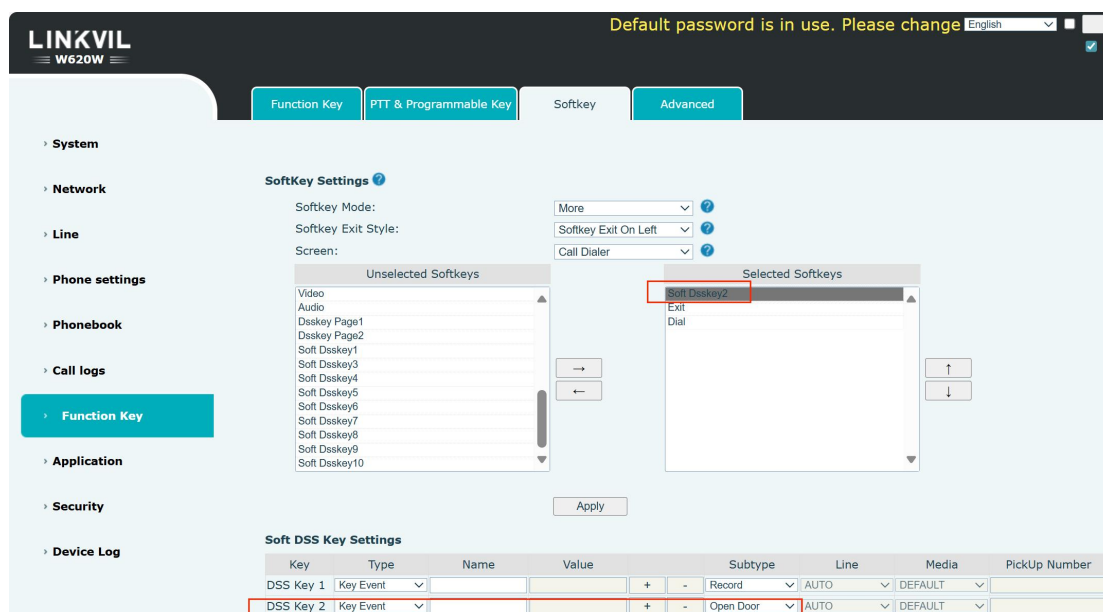 Default password is in use. Please change English
LINKVIL
W620W
Function Key PTT & Programmable Key Softkey Advanced
› System
› Network
› Line
› Phone settings
› Phonebook
› Call logs
› Function Key
› Application
› Security
› Device Log
SoftKey Settings ?
Softkey Mode: More ?
Softkey Exit Style: Softkey Exit On Left ?
Screen: Call Dialer ?
Unselected Softkeys
Video
Audio
Dsskey Page1
Dsskey Page2
Soft Dsskey1
Soft Dsskey3
Soft Dsskey4
Soft Dsskey5
Soft Dsskey6
Soft Dsskey7
Soft Dsskey8
Soft Dsskey9
Soft Dsskey10
→
←
Selected Softkeys
Soft Dsskey2
Exit
Dial
↑
↓
Apply
Soft DSS Key Settings
Key Type Name Value Subtype Line Media PickUp Number
DSS Key 1 Key Event + - Record AUTO DEFAULT
DSS Key 2 Key Event + - Open Door AUTO DEFAULT